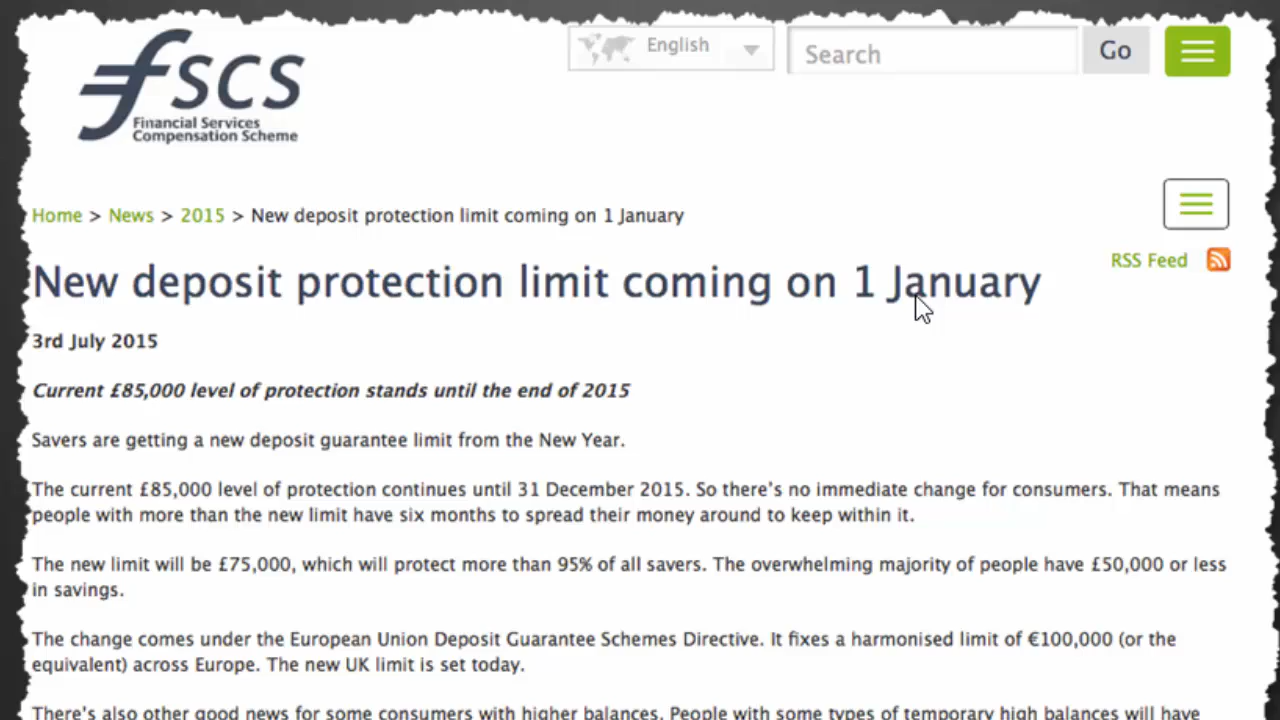 fscs
Financial Services
Compensation Scheme
English
Search
Go
Home > News > 2015 > New deposit protection limit coming on 1 January
RSS Feed
New deposit protection limit coming on 1 January
3rd July 2015
Current £85,000 level of protection stands until the end of 2015
Savers are getting a new deposit guarantee limit from the New Year.
The current £85,000 level of protection continues until 31 December 2015. So there's no immediate change for consumers. That means
people with more than the new limit have six months to spread their money around to keep within it.
The new limit will be £75,000, which will protect more than 95% of all savers. The overwhelming majority of people have £50,000 or less
in savings.
The change comes under the European Union Deposit Guarantee Schemes Directive. It fixes a harmonised limit of €100,000 (or the
equivalent) across Europe. The new UK limit is set today.
There's also other good news for some consumers with higher balances. People with some types of temporary high balances will have